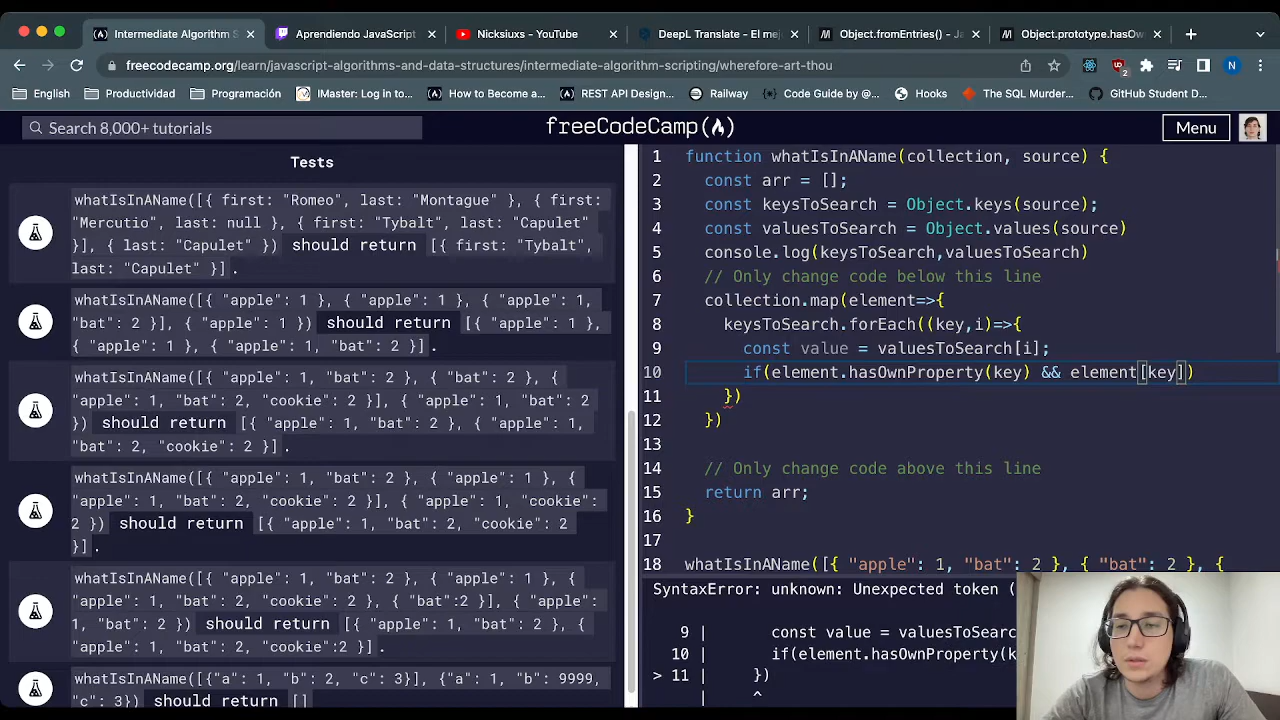 Intermediate Algorithm S
Aprendiendo JavaScript
Nicksiuxs - YouTube
DeepL Translate - El mej
Object.fromEntries() - Ja
Object.prototype.hasOw
freecodecamp.org/learn/javascript-algorithms-and-data-structures/intermediate-algorithm-scripting/wherefore-art-thou
2
N
English
Productividad
Programación
IMaster: Log in to...
How to Become a...
REST API Design...
Railway
Code Guide by @...
Hooks
The SQL Murder...
GitHub Student D...
Search 8,000+ tutorials
freeCodeCamp
Menu
Tests
whatIsInAName([{ first: "Romeo", last: "Montague" }, { first:
"Mercutio", last: null }, { first: "Tybalt", last: "Capulet"
}], { last: "Capulet" }) should return [{ first: "Tybalt",
last: "Capulet" }].
whatIsInAName([{ "apple": 1 }, { "apple": 1 }, { "apple": 1,
"bat": 2 }], { "apple": 1 }) should return [{ "apple": 1 },
{ "apple": 1 }, { "apple": 1, "bat": 2 }].
whatIsInAName([{ "apple": 1, "bat": 2 }, { "bat": 2 }, {
"apple": 1, "bat": 2, "cookie": 2 }], { "apple": 1, "bat": 2
}) should return [{ "apple": 1, "bat": 2 }, { "apple": 1,
"bat": 2, "cookie": 2 }].
whatIsInAName([{ "apple": 1, "bat": 2 }, { "apple": 1 }, {
"apple": 1, "bat": 2, "cookie": 2 }], { "apple": 1, "cookie":
2 }) should return [{ "apple": 1, "bat": 2, "cookie": 2
}].
whatIsInAName([{ "apple": 1, "bat": 2 }, { "apple": 1 }, {
"apple": 1, "bat": 2, "cookie": 2 }, { "bat":2 }], { "apple":
1, "bat": 2 }) should return [{ "apple": 1, "bat": 2 }, {
"apple": 1, "bat": 2, "cookie":2 }].
whatIsInAName([{"a": 1, "b": 2, "c": 3}], {"a": 1, "b": 9999,
"c": 3}) should return []
1 function whatIsInAName(collection, source) {
2 const arr = [];
3 const keysToSearch = Object.keys(source);
4 const valuesToSearch = Object.values(source)
5 console.log(keysToSearch,valuesToSearch)
6 // Only change code below this line
7 collection.map(element=>{
8 keysToSearch.forEach((key,i)=>{
9 const value = valuesToSearch[i];
10 if(element.hasOwnProperty(key) && element[key])
11 })
12 })
13
14 // Only change code above this line
15 return arr;
16 }
17
18 whatIsInAName([{ "apple": 1, "bat": 2 }, { "bat": 2 }, {
SyntaxError: unknown: Unexpected token (
9 | const value = valuesToSearc
10 | if(element.hasOwnProperty(k
> 11 | })
| ^